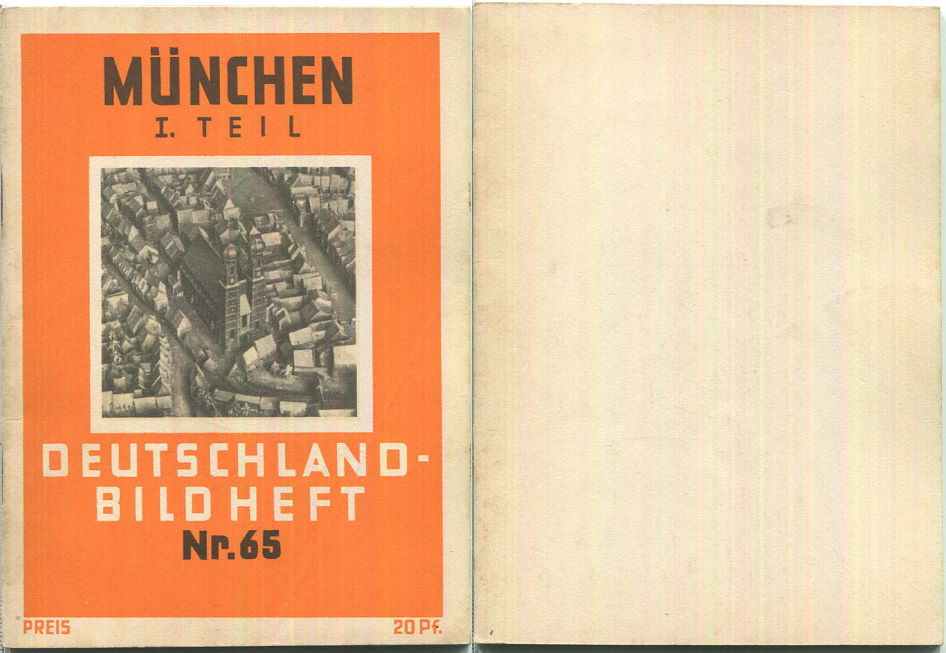 MÜNCHEN
I. TEIL
DEUTSCHLAND-
BILDHEFT
Nr. 65
PREIS 20 Pf.